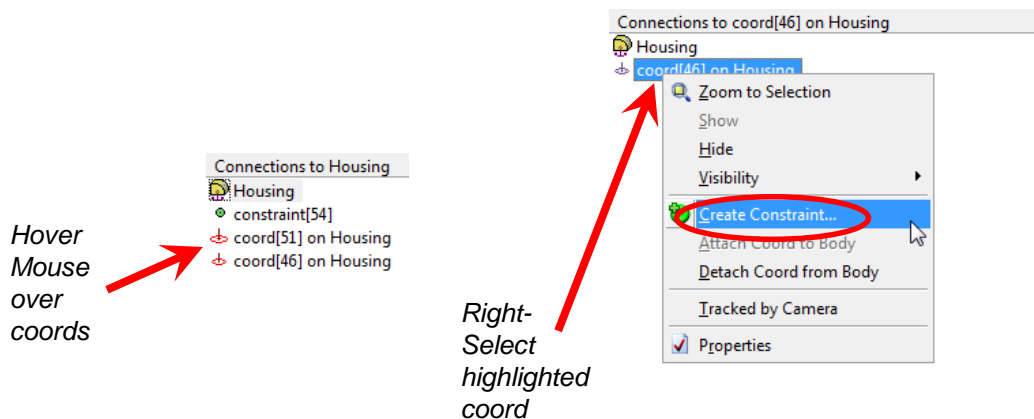 Hover
Mouse
over
coords
Connections to Housing
Housing
constraint[54]
coord[51] on Housing
coord[46] on Housing
Right-
Select
highlighted
coord
Connections to coord[46] on Housing
Housing
coord[46] on Housing
Zoom to Selection
Show
Hide
Visibility
Create Constraint...
Attach Coord to Body
Detach Coord from Body
Tracked by Camera
Properties